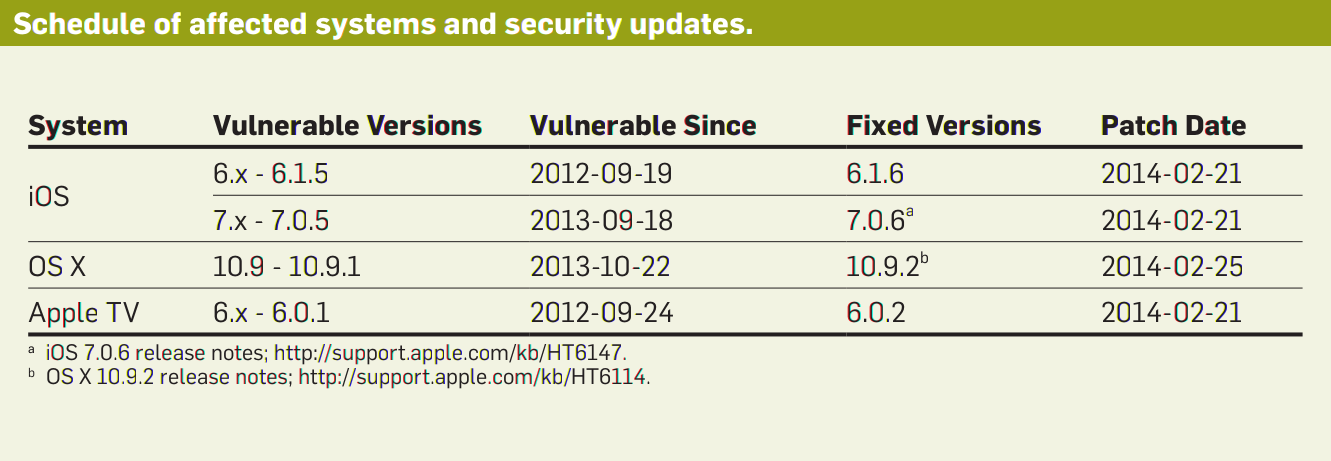 Schedule of affected systems and security updates.
System Vulnerable Versions Vulnerable Since Fixed Versions Patch Date
iOS 6.x - 6.1.5 2012-09-19 6.1.6 2014-02-21
7.x - 7.0.5 2013-09-18 7.0.6a 2014-02-21
OS X 10.9 - 10.9.1 2013-10-22 10.9.2b 2014-02-25
Apple TV 6.x - 6.0.1 2012-09-24 6.0.2 2014-02-21
a iOS 7.0.6 release notes; http://support.apple.com/kb/HT6147.
b OS X 10.9.2 release notes; http://support.apple.com/kb/HT6114.